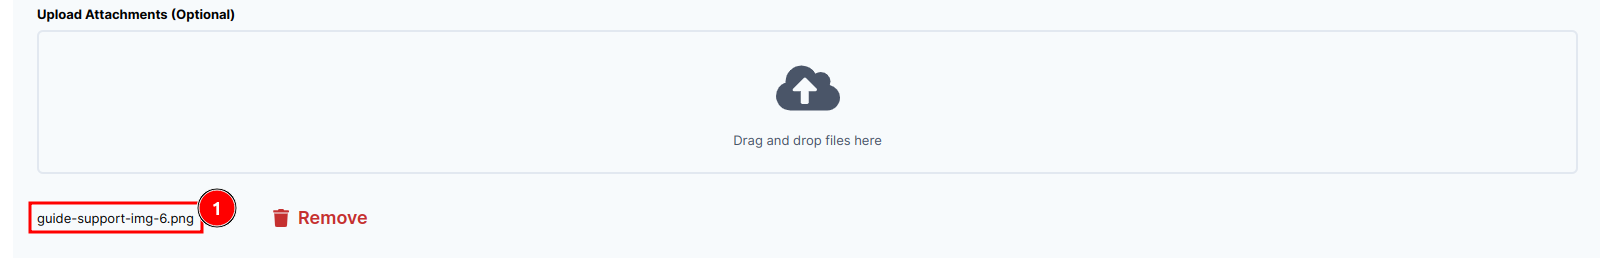 Upload Attachments (Optional)
Drag and drop files here
guide-support-img-6.png 1 Remove